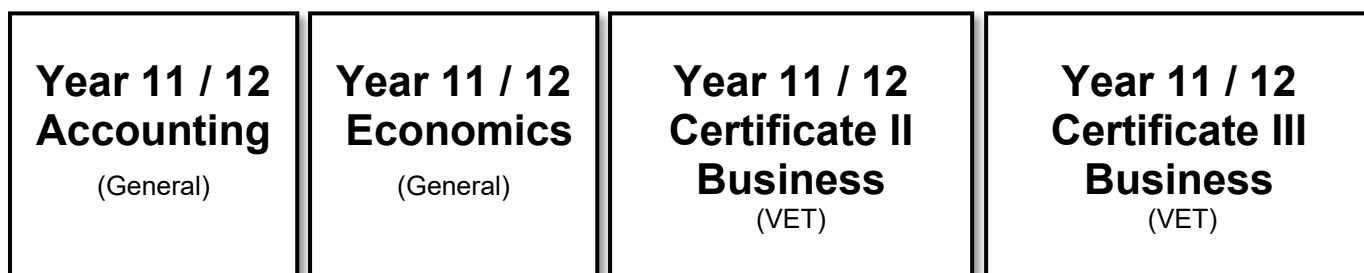 Year 11 / 12
Accounting
(General)
Year 11 / 12
Economics
(General)
Year 11 / 12
Certificate II
Business
(VET)
Year 11 / 12
Certificate III
Business
(VET)